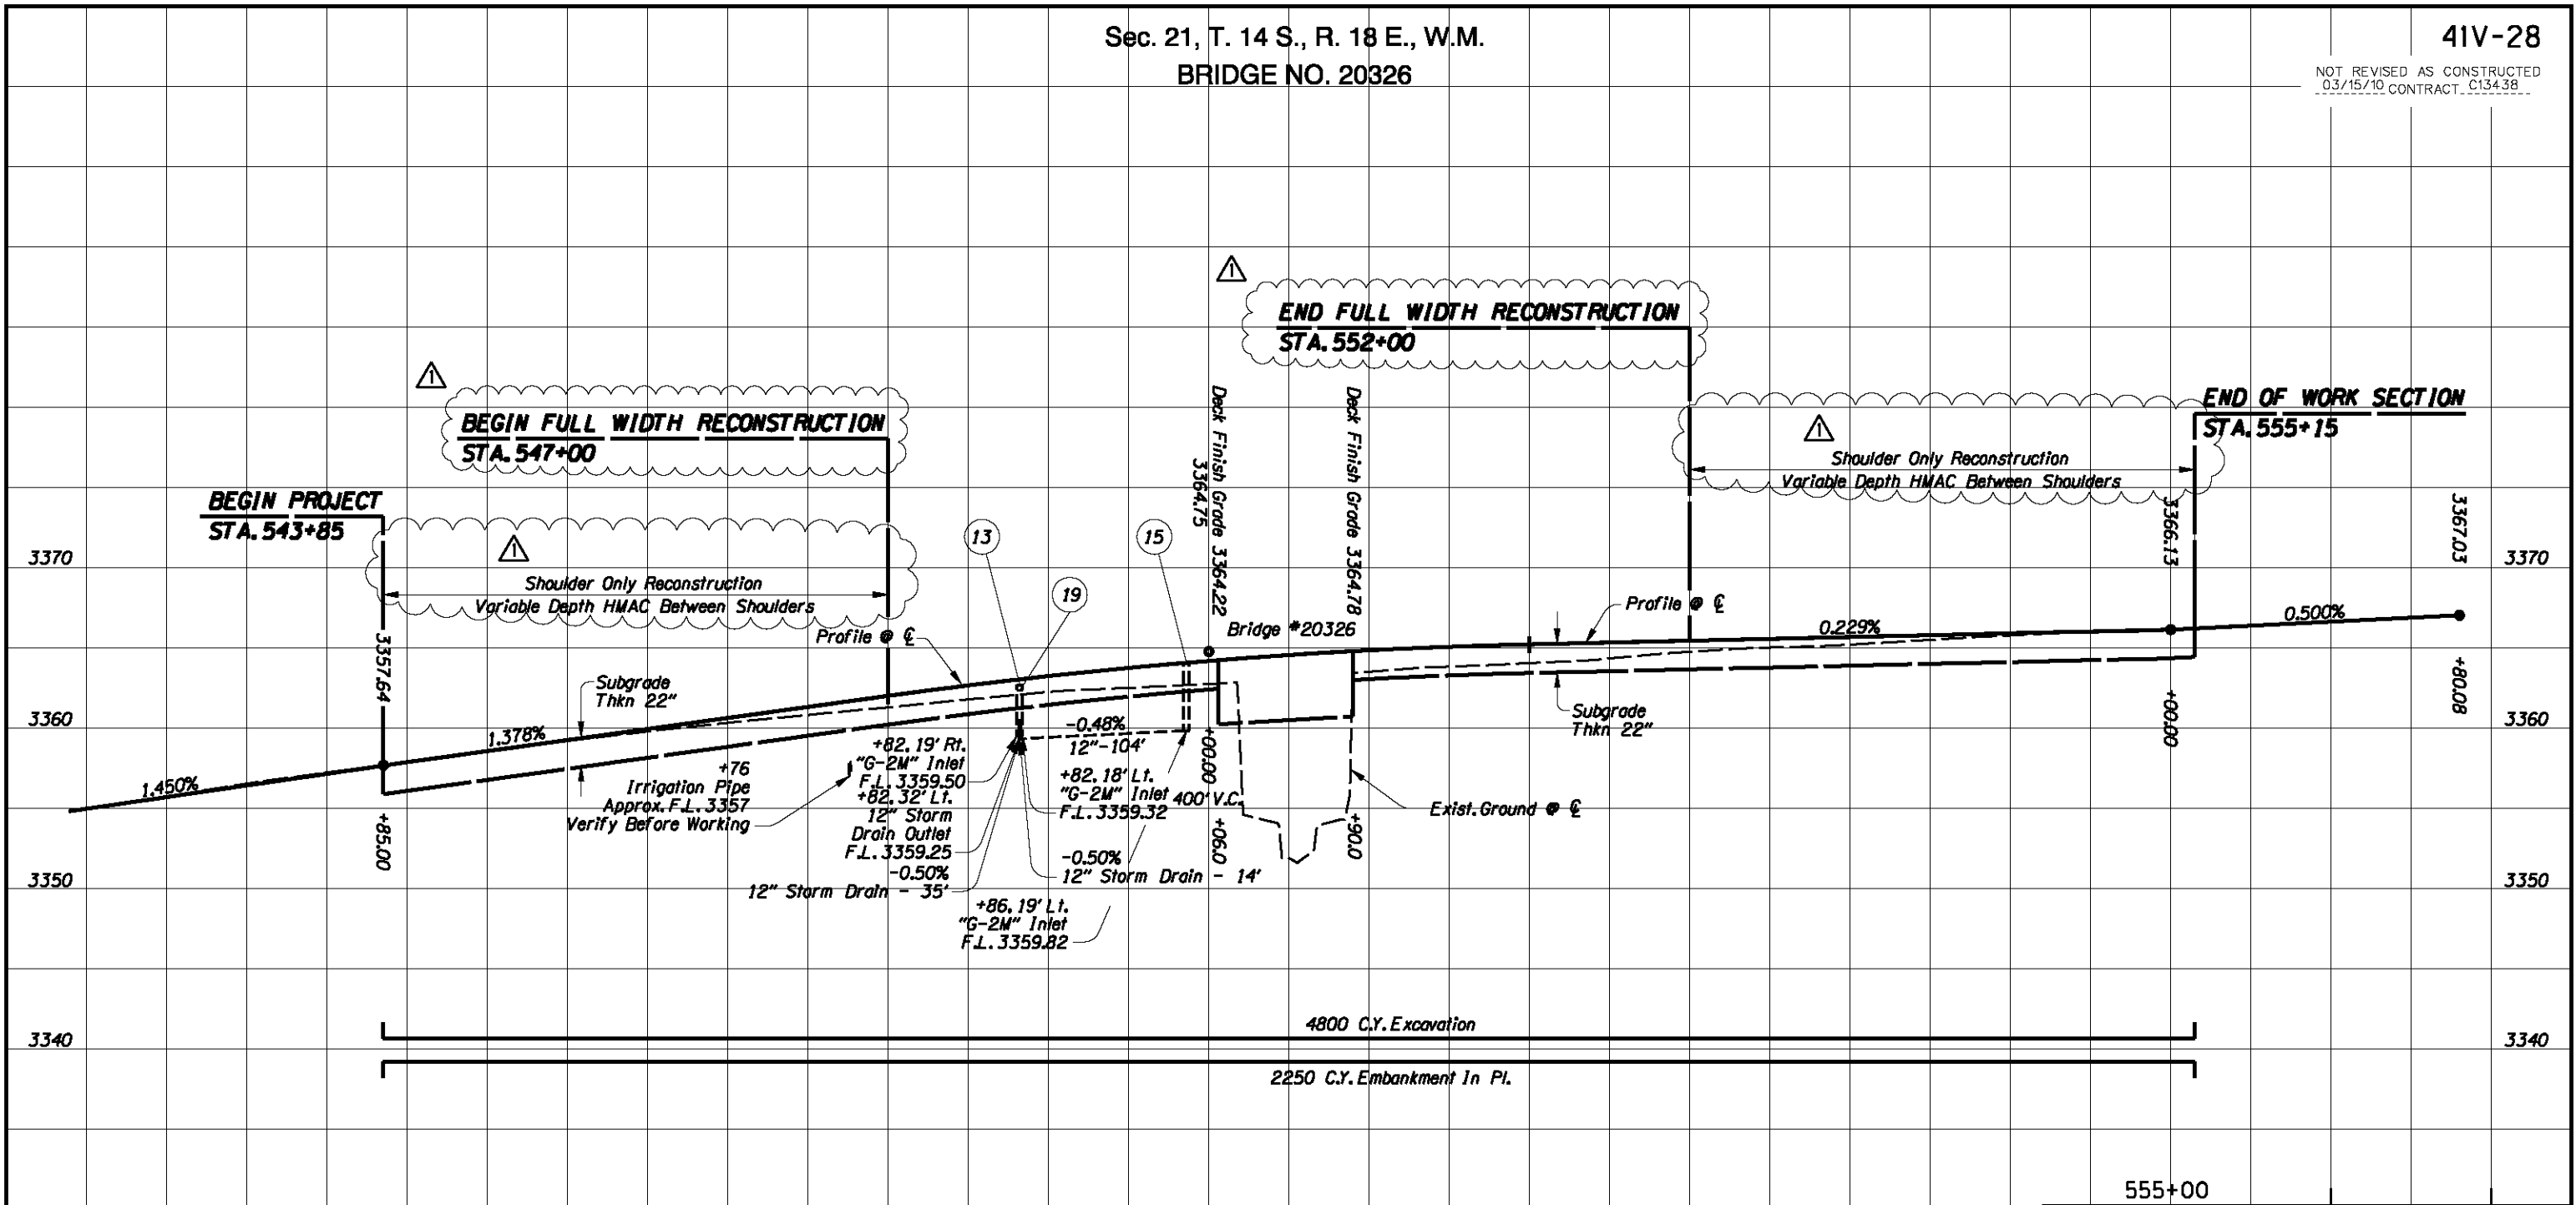 Sec. 21, T. 14 S., R. 18 E., W.M.
BRIDGE NO. 20326
41V-28
NOT REVISED AS CONSTRUCTED
03/15/10 CONTRACT C13438
1
END FULL WIDTH RECONSTRUCTION
STA. 552+00
1
BEGIN FULL WIDTH RECONSTRUCTION
STA. 547+00
END OF WORK SECTION
STA. 555+15
1
Shoulder Only Reconstruction
Variable Depth HMAC Between Shoulders
BEGIN PROJECT
STA. 543+85
1
Shoulder Only Reconstruction
Variable Depth HMAC Between Shoulders
3364.75
Deck Finish Grade 3364.22
Deck Finish Grade 3364.78
3366.13
3367.03
13
15
19
3370
3370
3357.64
Profile @ ℄
Bridge #20326
Profile @ ℄
0.229%
0.500%
Subgrade
Thkn 22"
Subgrade
Thkn 22"
3360
3360
1.450%
1.378%
-0.48%
12"-104'
+85.00
+00.00
400' V.C.
+06.0
+90.0
+00.00
+80.08
+76
Irrigation Pipe
Approx. F.L. 3357
Verify Before Working
+82, 19' Rt.
"G-2M" Inlet
F.L. 3359.50
+82, 32' Lt.
12" Storm
Drain Outlet
F.L. 3359.25
-0.50%
12" Storm Drain - 35'
+82, 18' Lt.
"G-2M" Inlet
F.L. 3359.32
-0.50%
12" Storm Drain - 14'
+86, 19' Lt.
"G-2M" Inlet
F.L. 3359.82
Exist. Ground @ ℄
3350
3350
3340
3340
4800 C.Y. Excavation
2250 C.Y. Embankment In Pl.
555+00